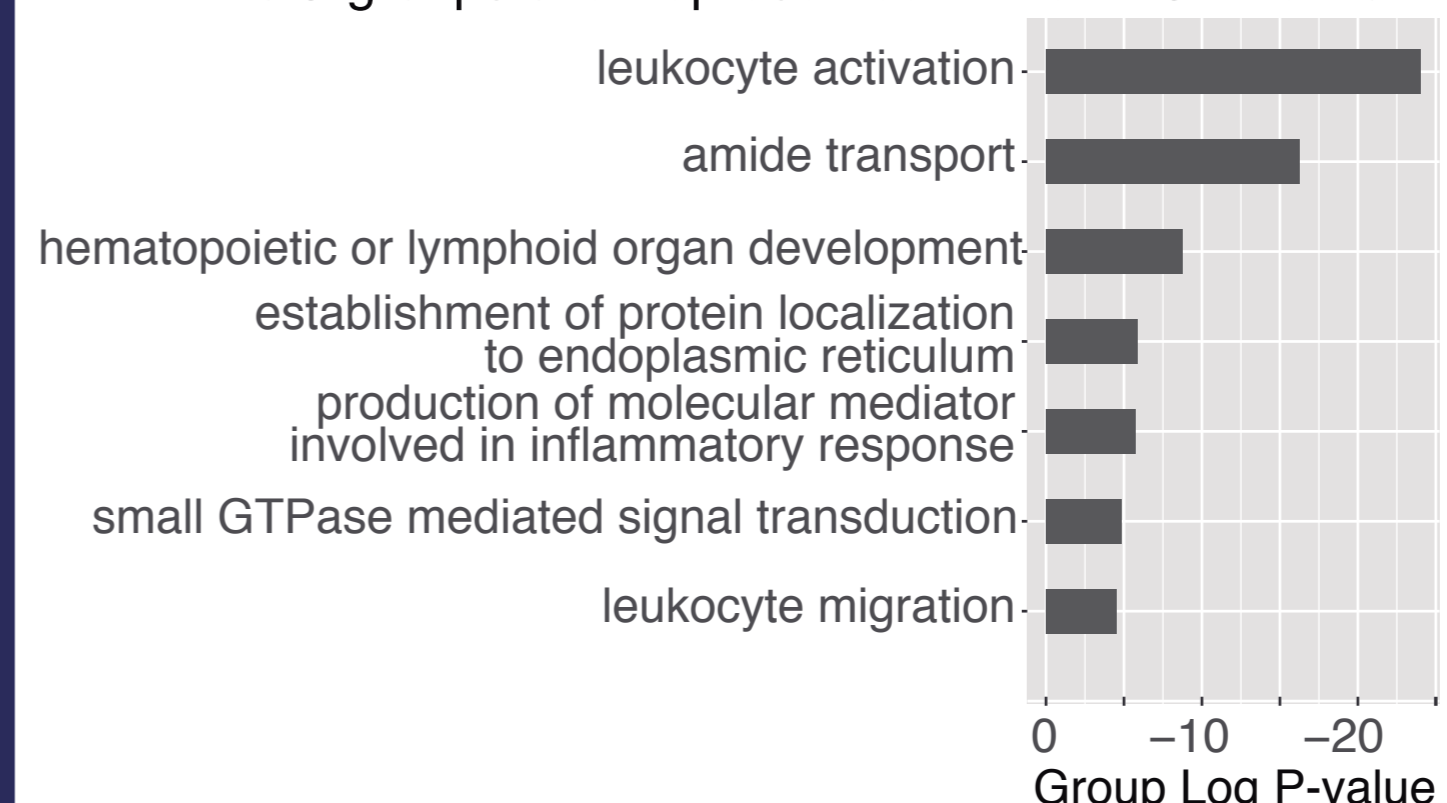 leukocyte activation
amide transport
hematopoietic or lymphoid organ development
establishment of protein localization
to endoplasmic reticulum
production of molecular mediator
involved in inflammatory response
small GTPase mediated signal transduction
leukocyte migration
0 −10 −20
Group Log P-value